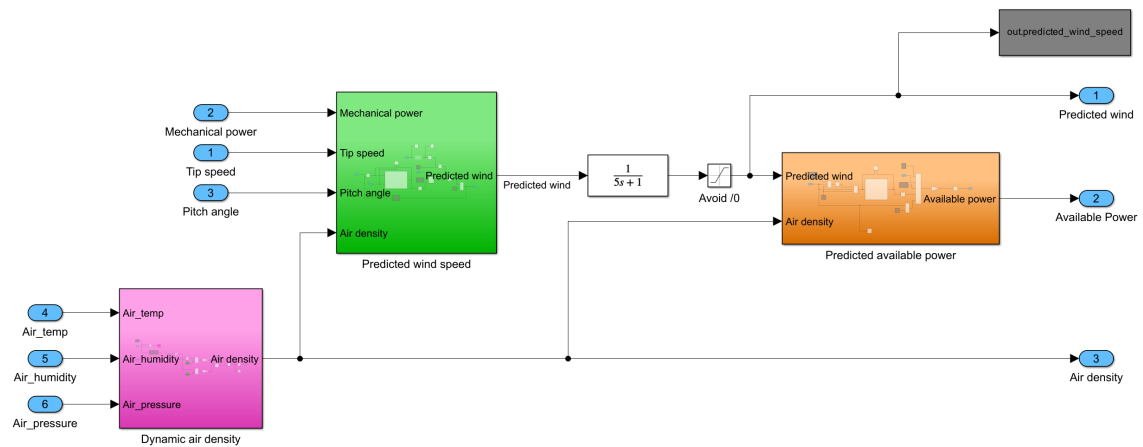 out.predicted_wind_speed
1
Predicted wind
2
Mechanical power
1
Tip speed
3
Pitch angle
Mechanical power
Tip speed
Pitch angle
Air density
Predicted wind
Predicted wind speed
Predicted wind
1
5s+1
Avoid /0
Predicted wind
Air density
Available power
Predicted available power
2
Available Power
4
Air_temp
5
Air_humidity
6
Air_pressure
Air_temp
Air_humidity
Air_pressure
Air density
Dynamic air density
3
Air density